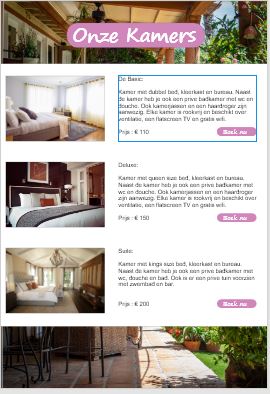 Onze Kamers
De Basic:
Kamer met dubbel bed, kleerkast en bureau.
Naast de kamer heb je ook een prive badkamer met wc en
douche. Ook kamerjassen en een haardroger zijn
aanwezig. Elke kamer is rookvrij en beschikt over
ventilatie, een flatscreen TV en gratis wifi.
Prijs : € 110
Boek nu
Deluxe:
Kamer met queen size bed, kleerkast en bureau.
Naast de kamer heb je ook een prive badkamer met wc
en douche. Ook kamerjassen en een haardroger
zijn aanwezig. Elke kamer is rookvrij en beschikt over
ventilatie, een flatscreen TV en gratis wifi.
Prijs : € 150
Boek nu
Suite:
Kamer met kings size bed, kleerkast en bureau.
Naast de kamer heb je ook een prive badkamer met
wc, douche en bad. Ook is er een prive tuin voorzien
met zwembad en bar.
Prijs : € 200
Boek nu